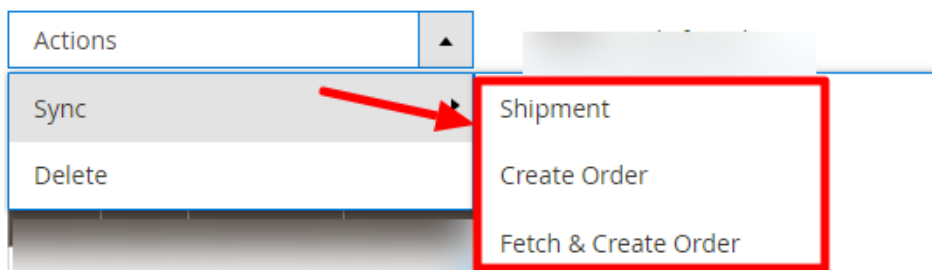 Actions
Sync
Shipment
Delete
Create Order
Fetch & Create Order